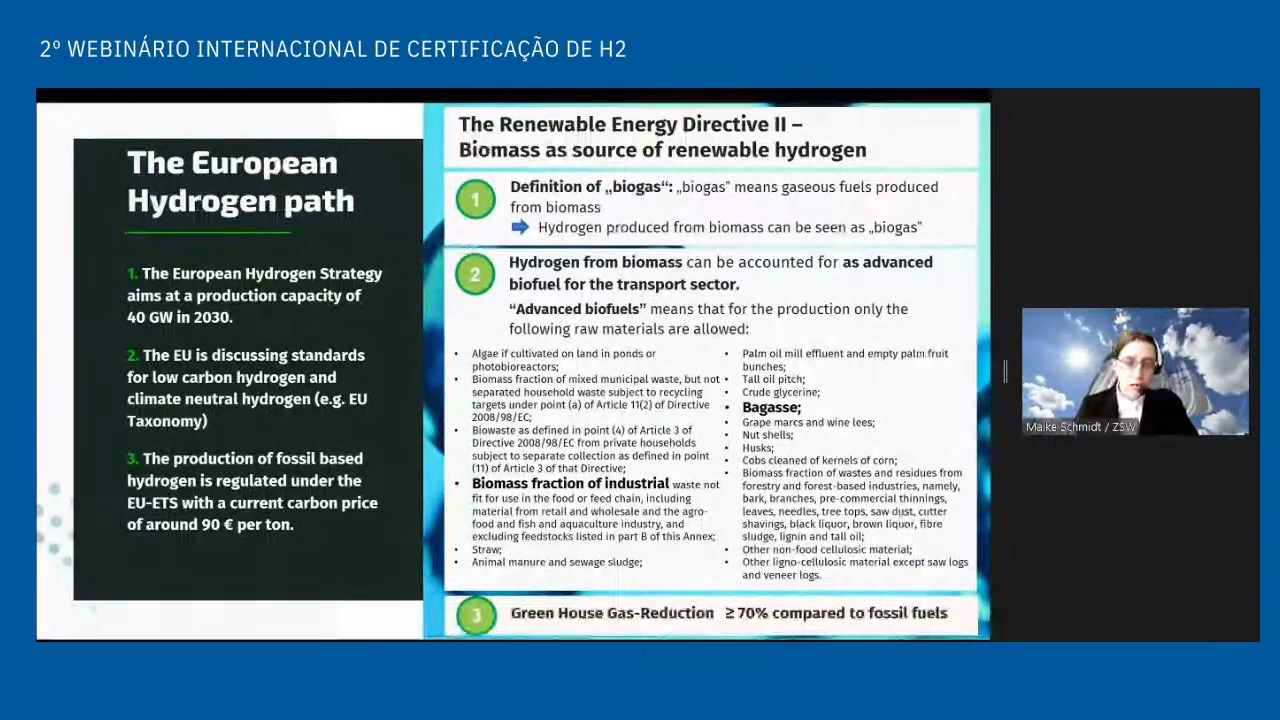 2º WEBINÁRIO INTERNACIONAL DE CERTIFICAÇÃO DE H2
The European
Hydrogen path
1. The European Hydrogen Strategy
aims at a production capacity of
40 GW in 2030.
2. The EU is discussing standards
for low carbon hydrogen and
climate neutral hydrogen (e.g. EU
Taxonomy)
3. The production of fossil based
hydrogen is regulated under the
EU-ETS with a current carbon price
of around 90 € per ton.
The Renewable Energy Directive II –
Biomass as source of renewable hydrogen
1
Definition of „biogas“: „biogas” means gaseous fuels produced
from biomass
Hydrogen produced from biomass can be seen as „biogas”
2
Hydrogen from biomass can be accounted for as advanced
biofuel for the transport sector.
“Advanced biofuels” means that for the production only the
following raw materials are allowed:
• Algae if cultivated on land in ponds or
photobioreactors;
• Biomass fraction of mixed municipal waste, but not
separated household waste subject to recycling
targets under point (a) of Article 11(2) of Directive
2008/98/EC;
• Biowaste as defined in point (4) of Article 3 of
Directive 2008/98/EC from private households
subject to separate collection as defined in point
(11) of Article 3 of that Directive;
• Biomass fraction of industrial waste not
fit for use in the food or feed chain, including
material from retail and wholesale and the agro-
food and fish and aquaculture industry, and
excluding feedstocks listed in part B of this Annex;
• Straw;
• Animal manure and sewage sludge;
• Palm oil mill effluent and empty palm fruit
bunches;
• Tall oil pitch;
• Crude glycerine;
• Bagasse;
• Grape marcs and wine lees;
• Nut shells;
• Husks;
• Cobs cleaned of kernels of corn;
• Biomass fraction of wastes and residues from
forestry and forest-based industries, namely,
bark, branches, pre-commercial thinnings,
leaves, needles, tree tops, saw dust, cutter
shavings, black liquor, brown liquor, fibre
sludge, lignin and tall oil;
• Other non-food cellulosic material;
• Other ligno-cellulosic material except saw logs
and veneer logs.
3
Green House Gas-Reduction ≥ 70% compared to fossil fuels
Maike Schmidt / ZSW